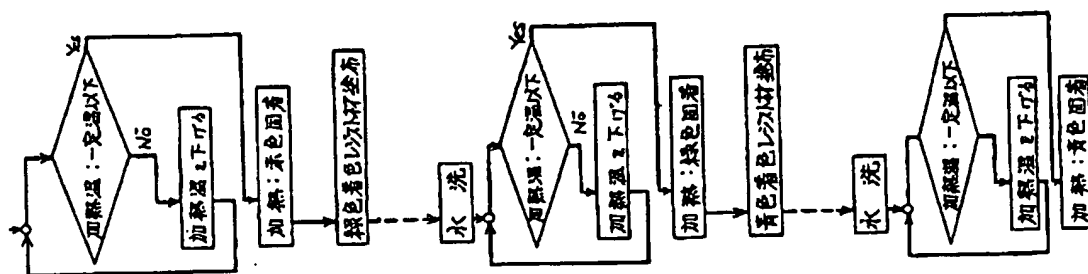 加熱温:一定温以下
Yes
No
加熱温を下げる
加熱:赤色固着
緑色着色レジスト材塗布
水洗
加熱温:一定温以下
Yes
No
加熱温を下げる
加熱:緑色固着
青色着色レジスト材塗布
水洗
加熱温:一定温以下
加熱温を下げる
加熱:青色固着